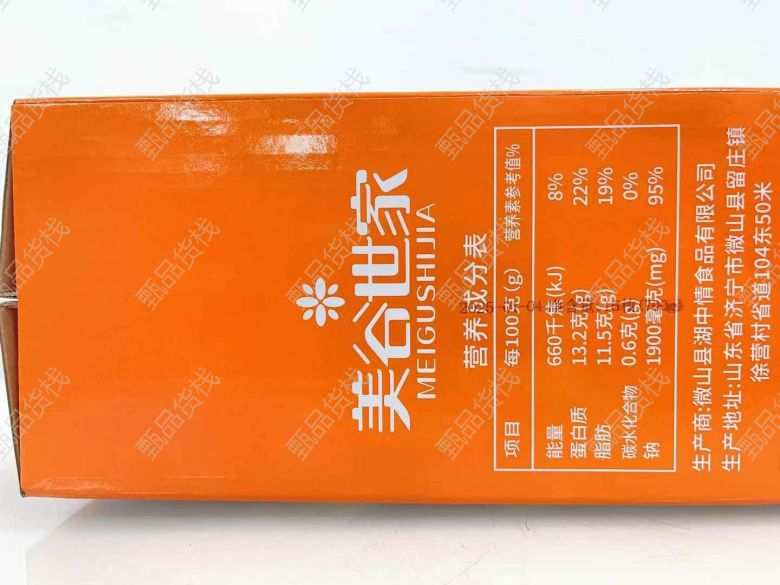 美谷世家
MEIGUSHIJIA
营养成分表
项目 每100克(g) 营养素参考值%
能量 660千焦(kJ) 8%
蛋白质 13.2克(g) 22%
脂肪 11.5克(g) 19%
碳水化合物 0.6克(g) 0%
钠 1900毫克(mg) 95%
生产商:微山县湖中情食品有限公司
生产地址:山东省济宁市微山县留庄镇
徐营村省道104东50米
甄品货栈